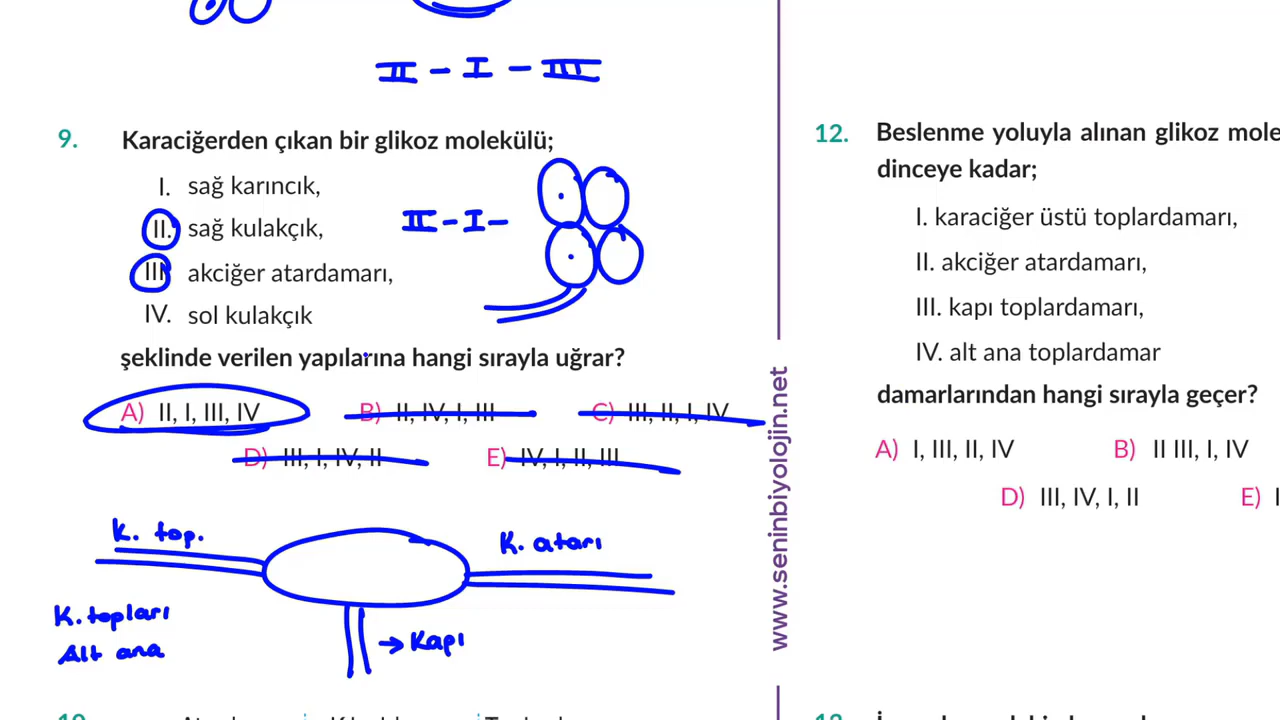 II - I - III
9. Karaciğerden çıkan bir glikoz molekülü;
I. sağ karıncık,
II. sağ kulakçık,
II - I -
III akciğer atardamarı,
IV. sol kulakçık
şeklinde verilen yapılarına hangi sırayla uğrar?
A) II, I, III, IV B) II, IV, I, III C) III, II, I, IV
D) III, I, IV, II E) IV, I, II, III
K. top.
K. atarı
K. topları
Alt ana
→ Kapı
12. Beslenme yoluyla alınan glikoz mole
dinceye kadar;
I. karaciğer üstü toplardamarı,
II. akciğer atardamarı,
III. kapı toplardamarı,
IV. alt ana toplardamar
damarlarından hangi sırayla geçer?
A) I, III, II, IV B) II III, I, IV
D) III, IV, I, II E) I
www.seninbiyolojin.net